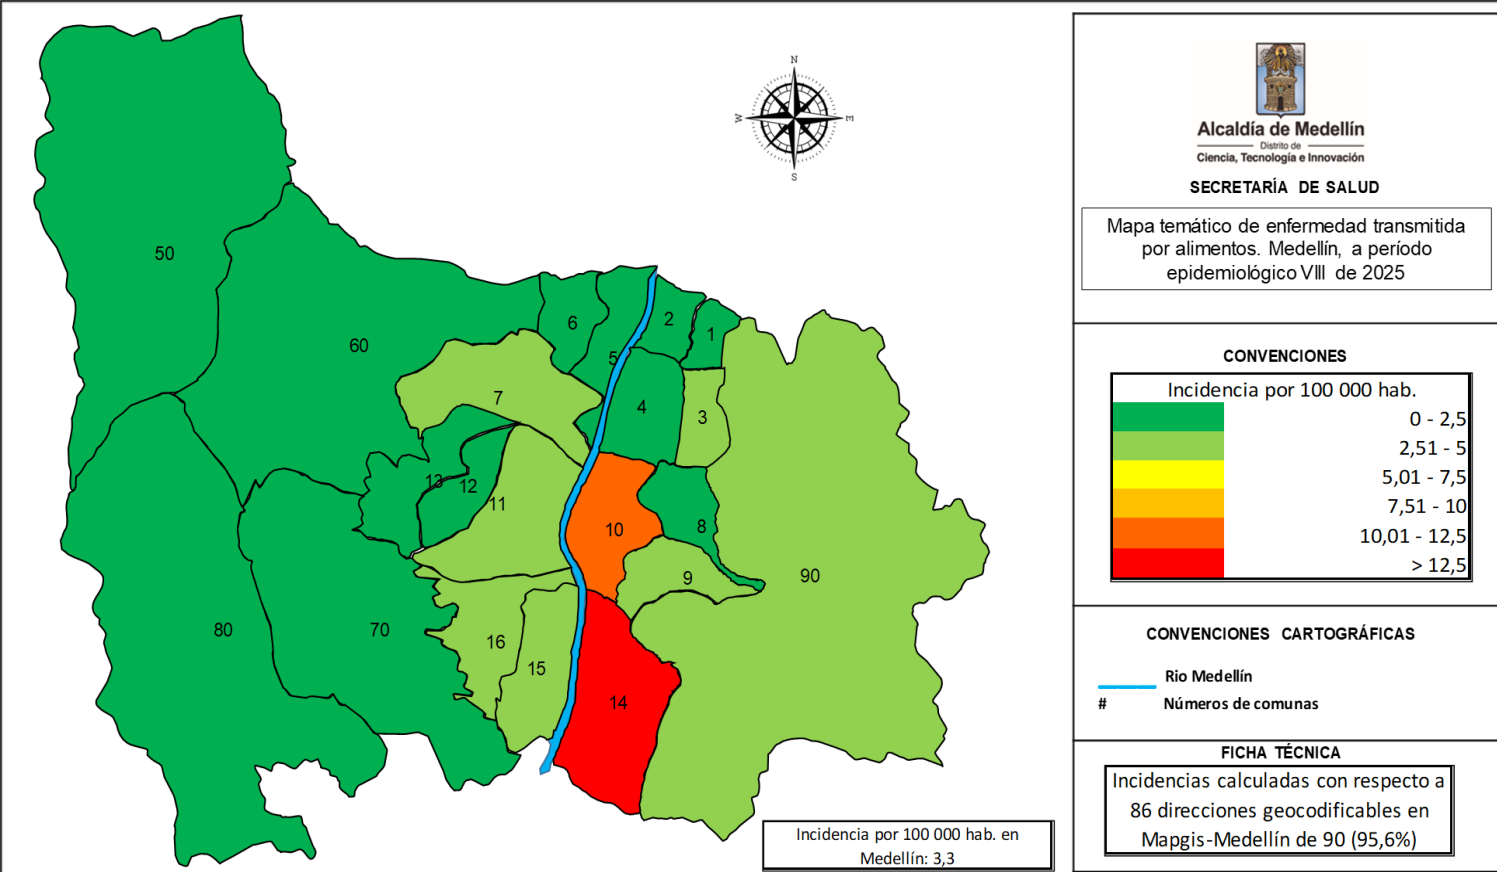 N
W
E
S
50
60
6
5
2
1
7
4
3
13
12
11
10
8
9
90
80
70
16
15
14
Incidencia por 100 000 hab. en
Medellín: 3,3
Alcaldía de Medellín
Distrito de
Ciencia, Tecnología e Innovación
SECRETARÍA DE SALUD
Mapa temático de enfermedad transmitida
por alimentos. Medellín, a período
epidemiológico VIII de 2025
CONVENCIONES
Incidencia por 100 000 hab.
0 - 2,5
2,51 - 5
5,01 - 7,5
7,51 - 10
10,01 - 12,5
> 12,5
CONVENCIONES CARTOGRÁFICAS
Rio Medellín
# Números de comunas
FICHA TÉCNICA
Incidencias calculadas con respecto a
86 direcciones geocodificables en
Mapgis-Medellín de 90 (95,6%)